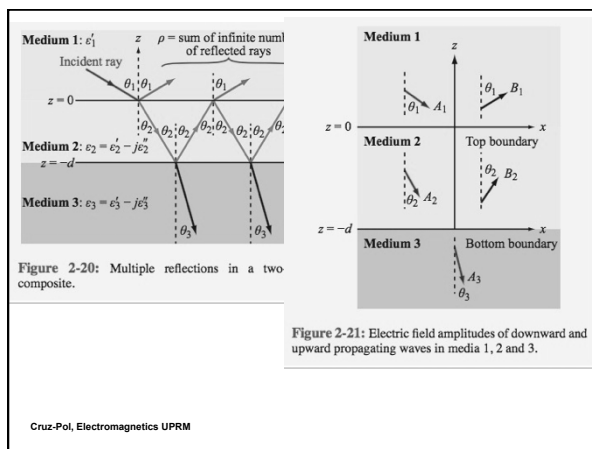 Medium 1: ε′₁
z
ρ = sum of infinite numb
of reflected rays
Incident ray
θ₁ θ₁
θ₁
z = 0
θ₂ θ₂ θ₂ θ₂ θ₂ θ₂ θ₂
Medium 2: ε₂ = ε′₂ − jε″₂
z = −d
Medium 3: ε₃ = ε′₃ − jε″₃
θ₃
θ₃
Figure 2-20: Multiple reflections in a two-
composite.
Medium 1
z
θ₁ A₁
θ₁ B₁
z = 0
x
Medium 2
Top boundary
θ₂ A₂
θ₂ B₂
z = −d
x
Medium 3
Bottom boundary
A₃
θ₃
Figure 2-21: Electric field amplitudes of downward and
upward propagating waves in media 1, 2 and 3.
Cruz-Pol, Electromagnetics UPRM